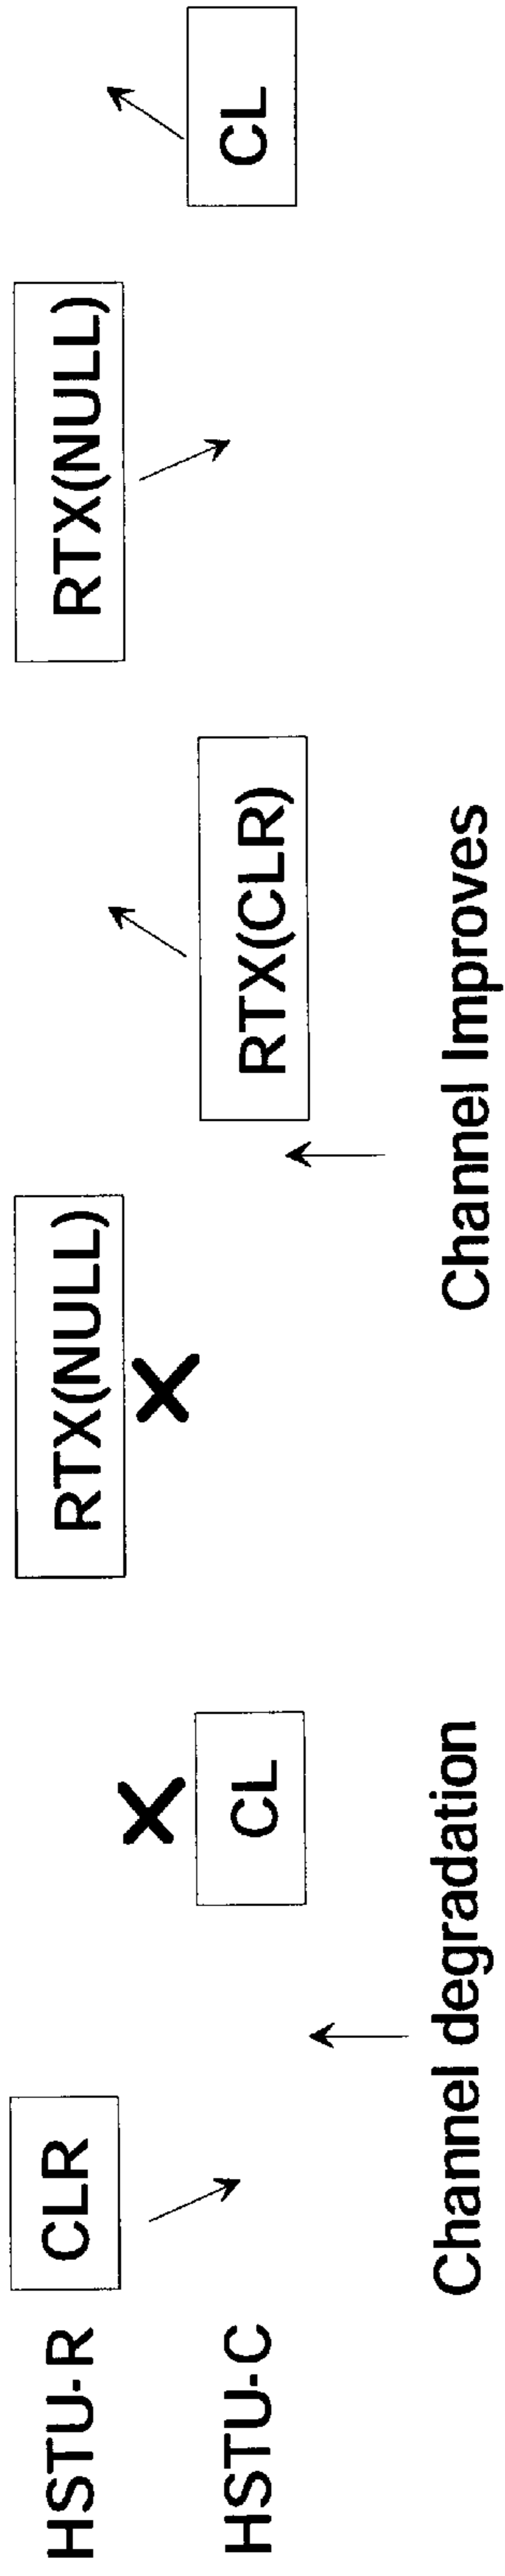 HSTU-R
CLR
RTX(NULL)
RTX(NULL)
HSTU-C
CL
RTX(CLR)
CL
Channel degradation
Channel Improves